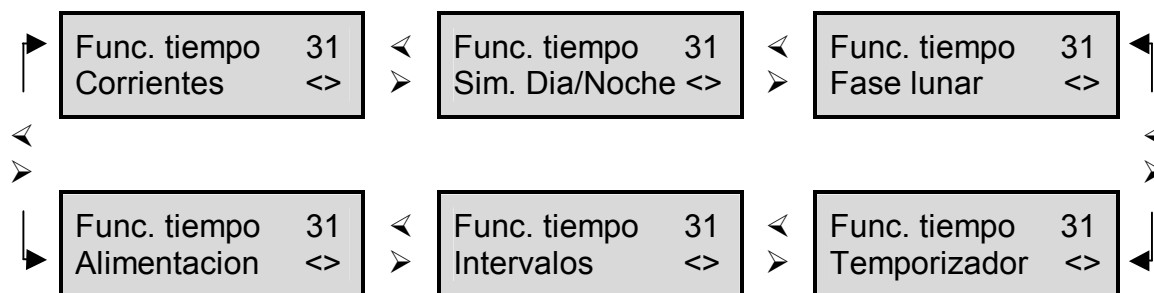 Func. tiempo 31
Corrientes <>
Func. tiempo 31
Sim. Dia/Noche <>
Func. tiempo 31
Fase lunar <>
Func. tiempo 31
Alimentacion <>
Func. tiempo 31
Intervalos <>
Func. tiempo 31
Temporizador <>